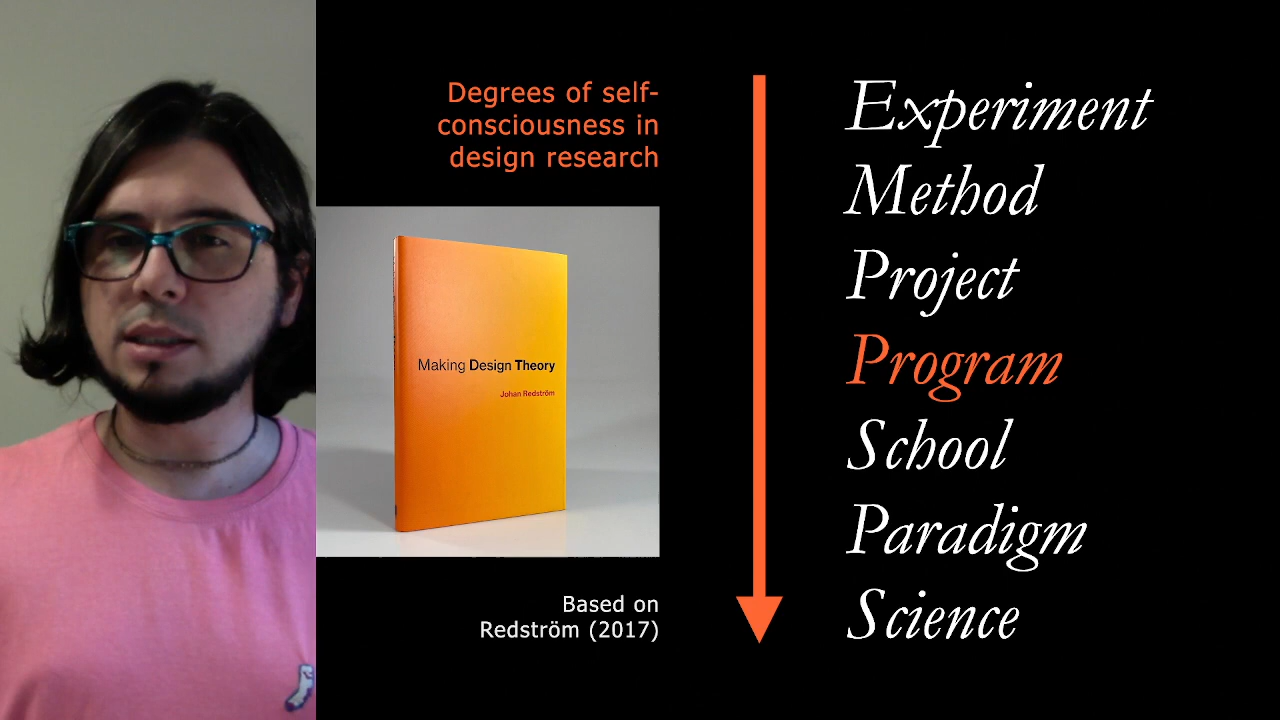 Degrees of self-
consciousness in
design research
Making Design Theory
Johan Redström
Based on
Redström (2017)
Experiment
Method
Project
Program
School
Paradigm
Science